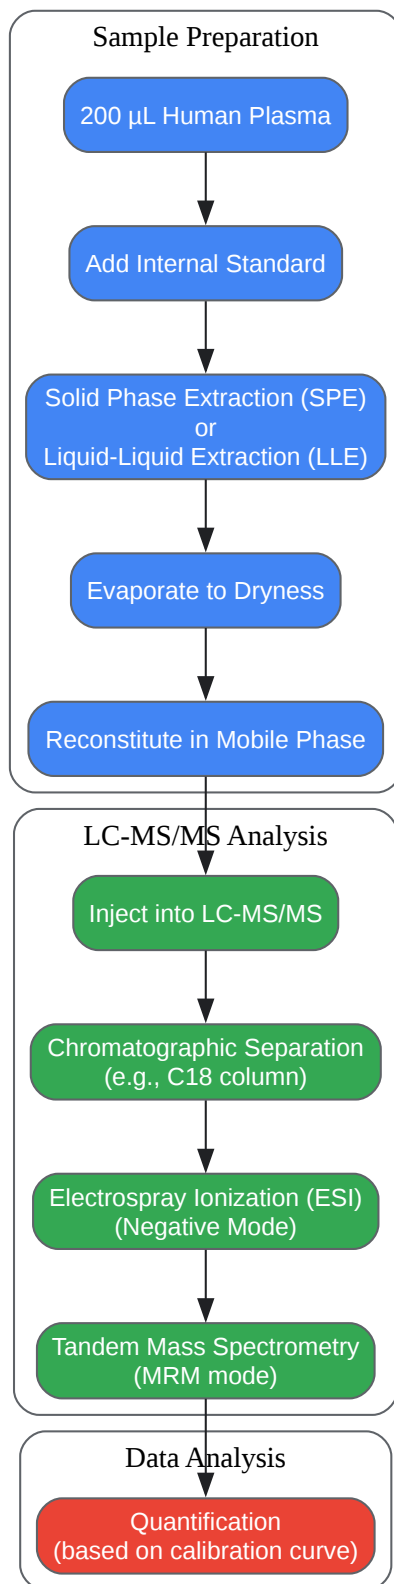 Sample Preparation
200 µL Human Plasma
Add Internal Standard
Solid Phase Extraction (SPE)
or
Liquid-Liquid Extraction (LLE)
Evaporate to Dryness
Reconstitute in Mobile Phase
LC-MS/MS Analysis
Inject into LC-MS/MS
Chromatographic Separation
(e.g., C18 column)
Electrospray Ionization (ESI)
(Negative Mode)
Tandem Mass Spectrometry
(MRM mode)
Data Analysis
Quantification
(based on calibration curve)